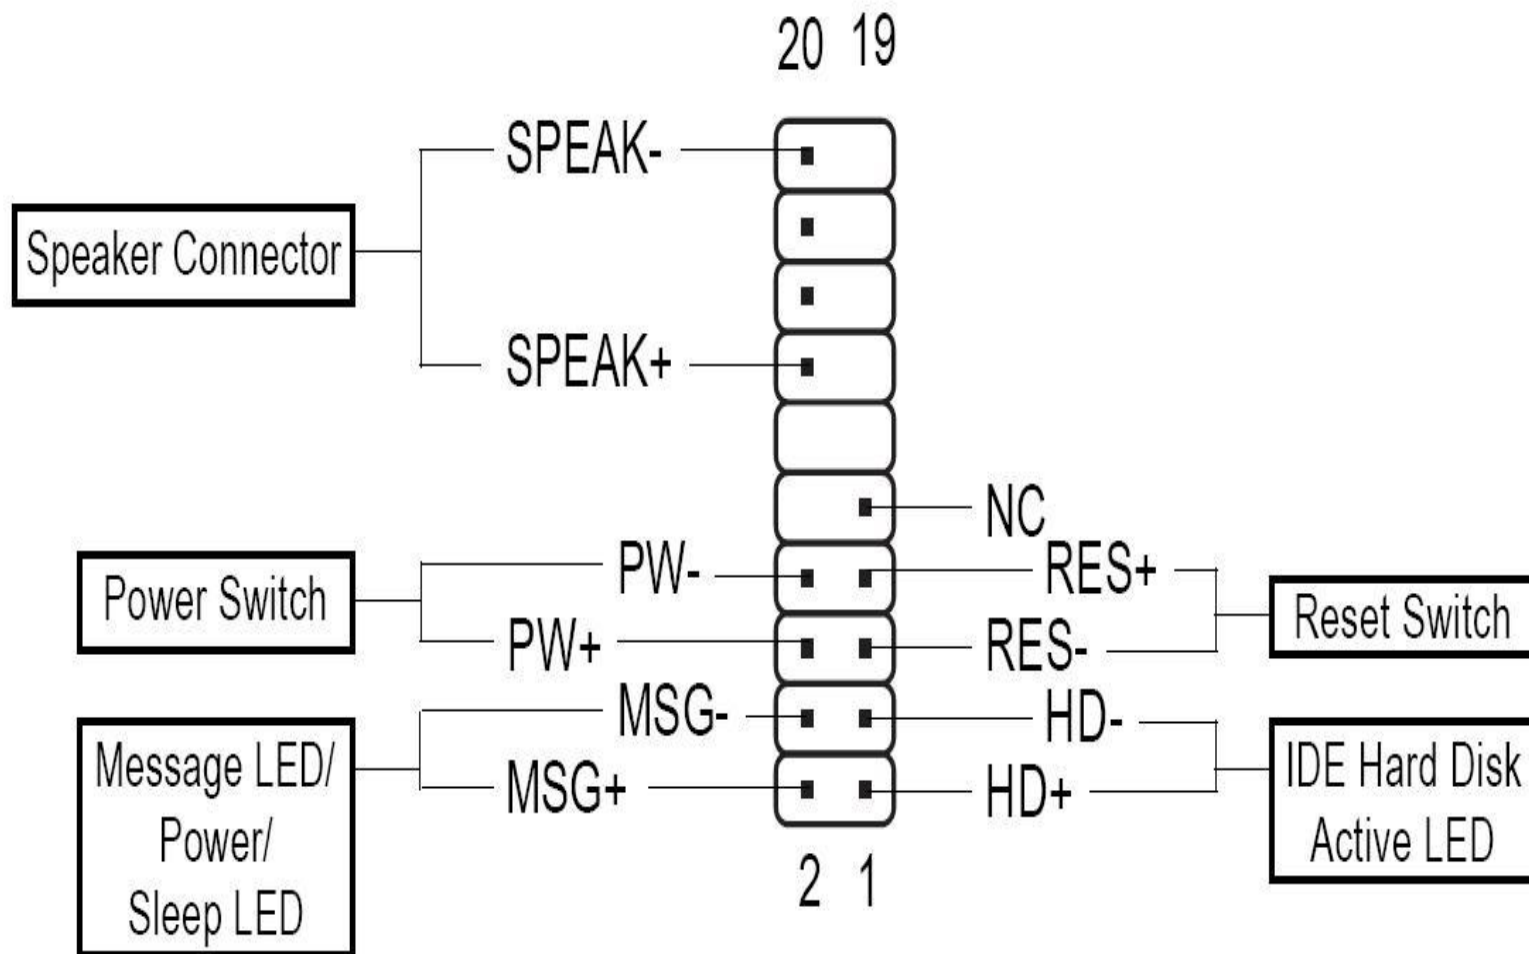 20 19
SPEAK-
Speaker Connector
SPEAK+
NC
PW-
RES+
Power Switch
Reset Switch
PW+
RES-
MSG-
HD-
Message LED/
Power/
Sleep LED
MSG+
HD+
IDE Hard Disk
Active LED
2 1